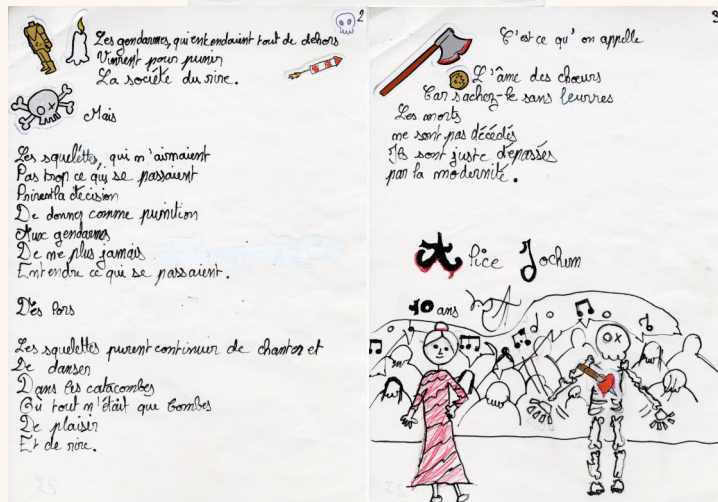 2
Les gendarmes, qui entendaient tout de dehors
Vinrent pour punir
La société du rire.
Mais
Les squelettes, qui n'aimaient
Pas trop ce qui se passaient
Prirent la décision
De donner comme punition
Aux gendarmes
De ne plus jamais
Entendre ce qui se passaient.
Dès lors
Les squelettes purent continuir de chanter et
De danser
Dans les catacombes
Où tout n'était que bombes
De plaisir
Et de rire.
C'est ce qu'on appelle
L'âme des chœurs
Car sachez-le sans leurres
Les morts
ne sont pas décédés
Ils sont juste dépassés
par la modernité.
Alice Jochum
10 ans